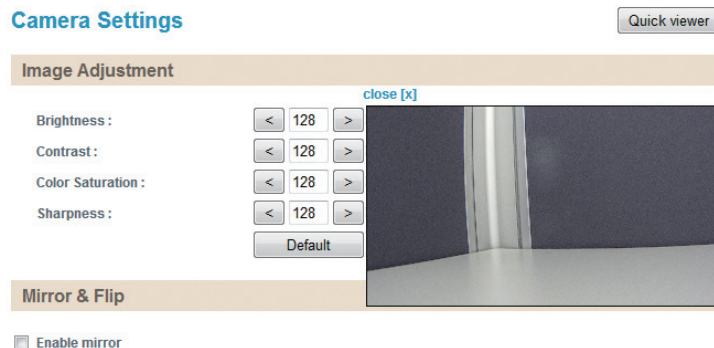 Camera Settings
Quick viewer
Image Adjustment
close [x]
Brightness :
< 128 >
Contrast :
< 128 >
Color Saturation :
< 128 >
Sharpness :
< 128 >
Default
Mirror & Flip
Enable mirror